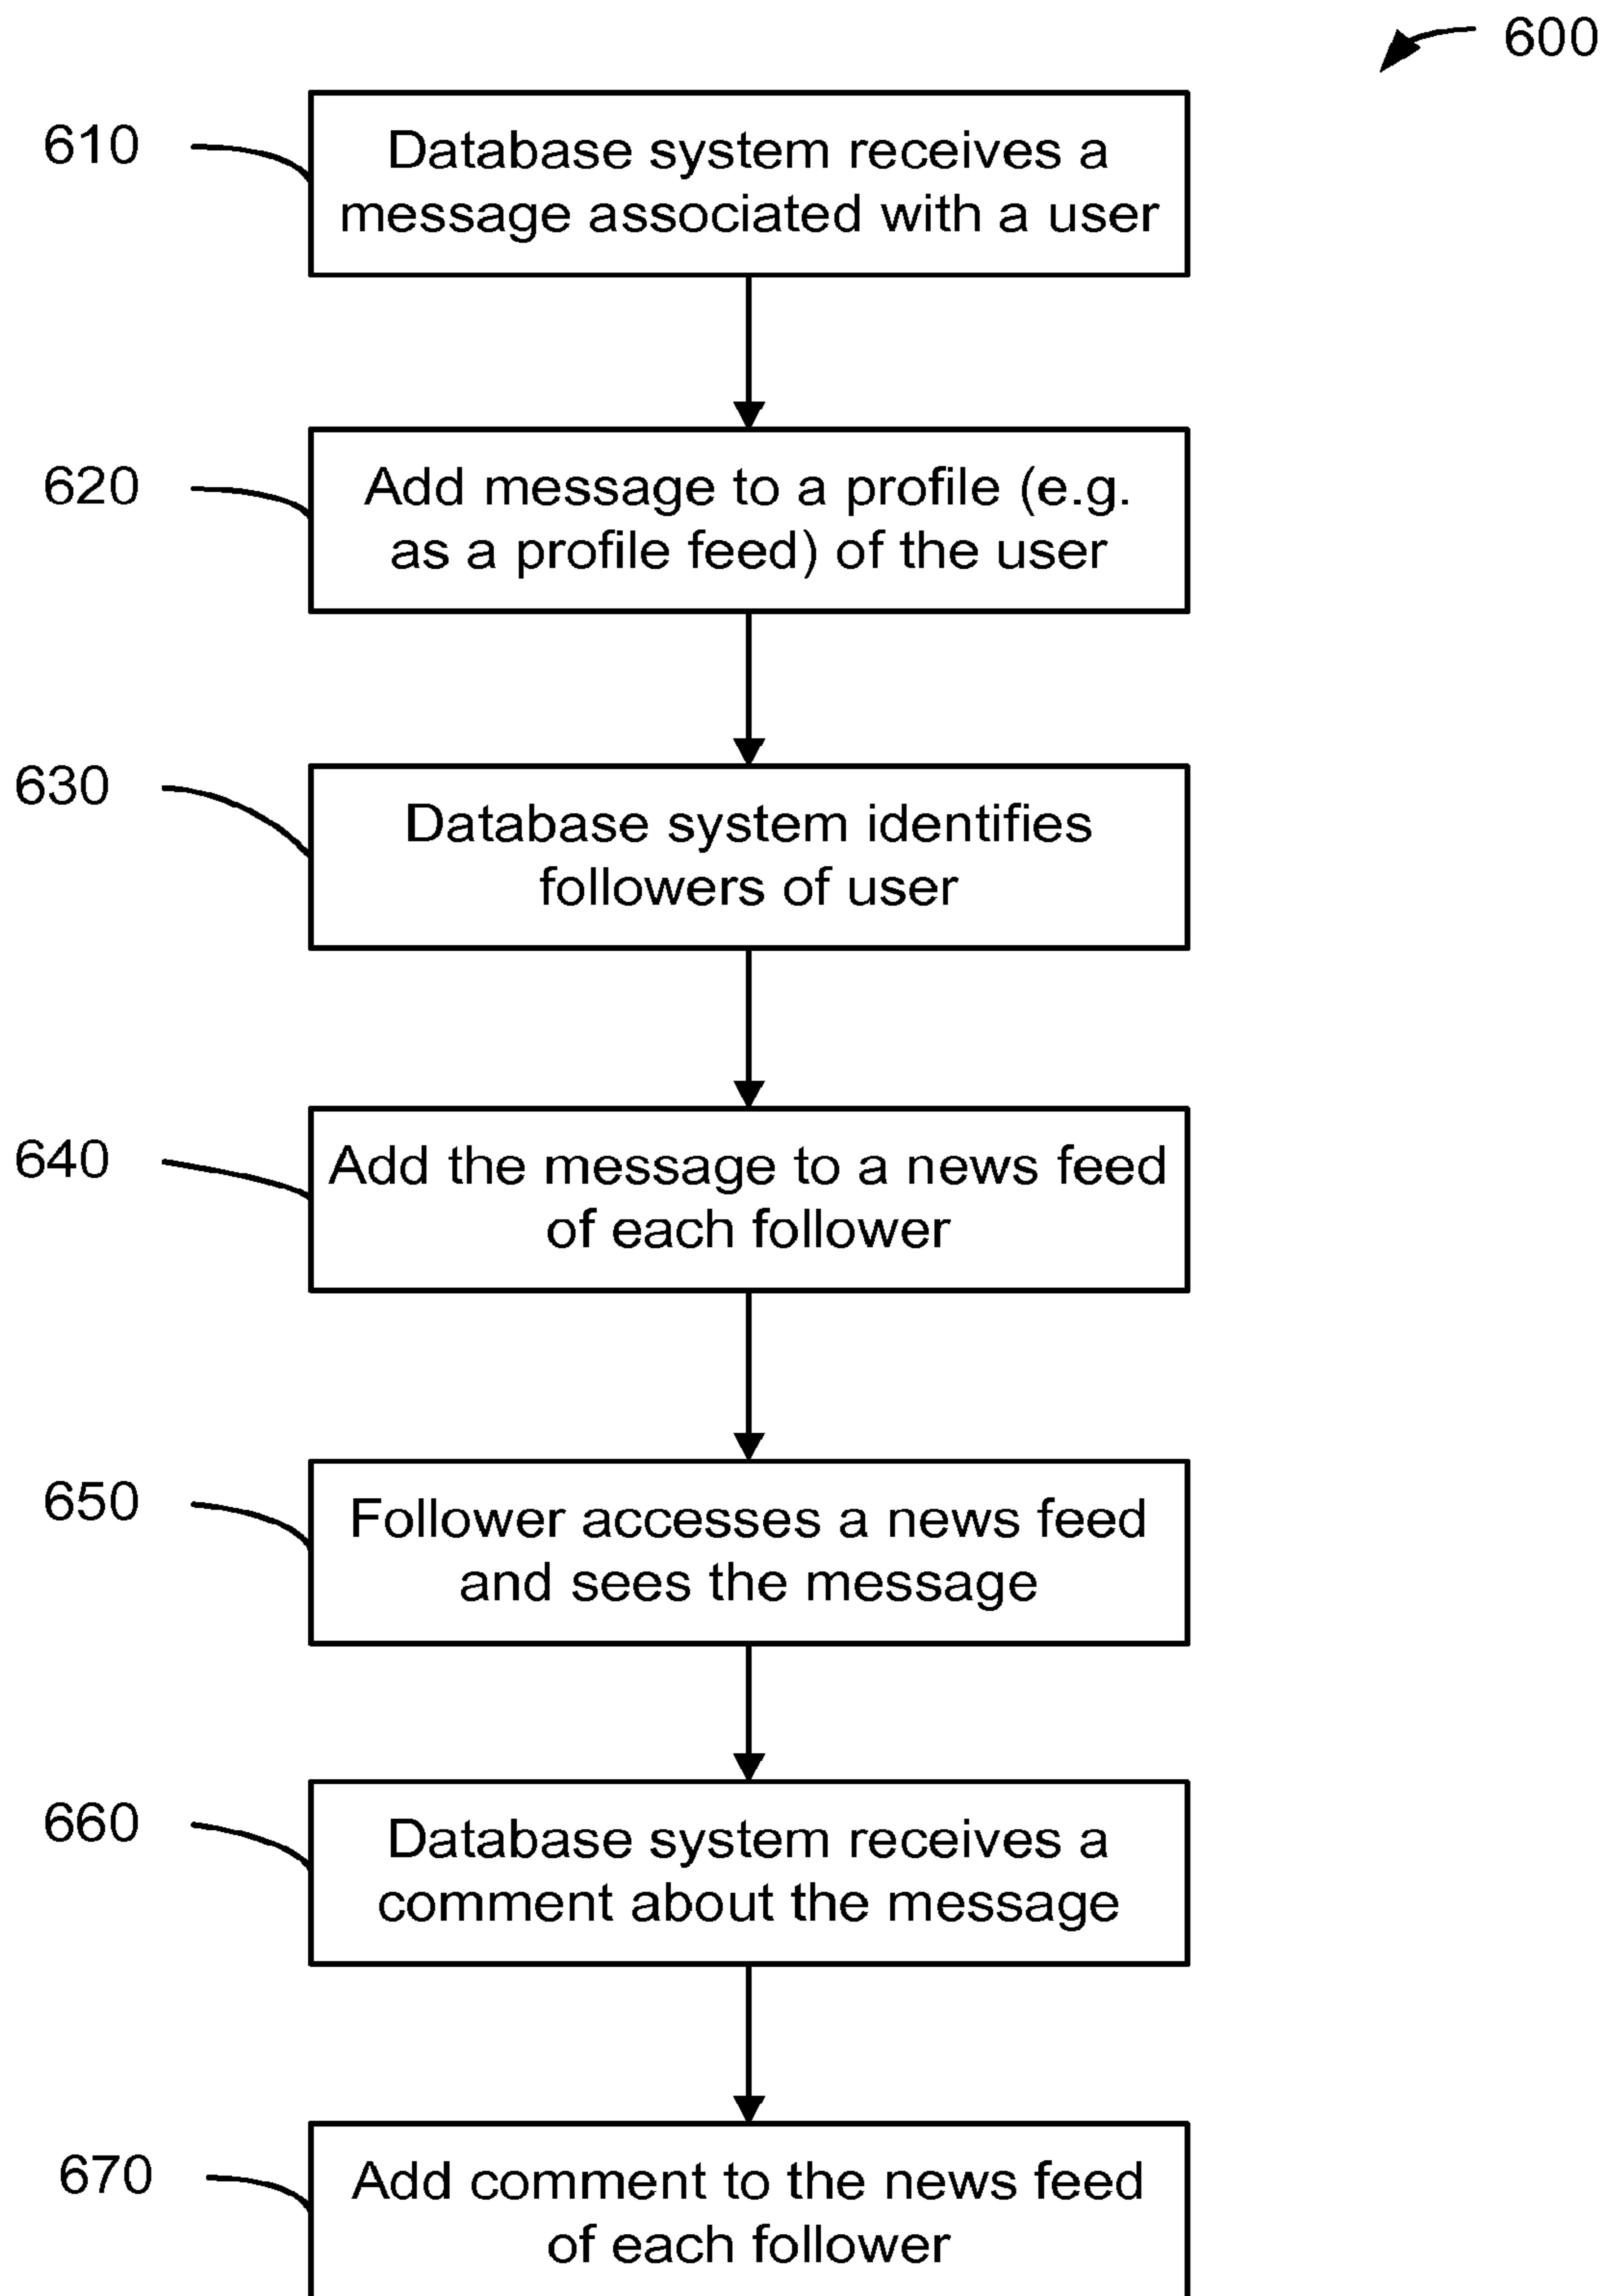 600
610
Database system receives a
message associated with a user
620
Add message to a profile (e.g.
as a profile feed) of the user
630
Database system identifies
followers of user
640
Add the message to a news feed
of each follower
650
Follower accesses a news feed
and sees the message
660
Database system receives a
comment about the message
670
Add comment to the news feed
of each follower